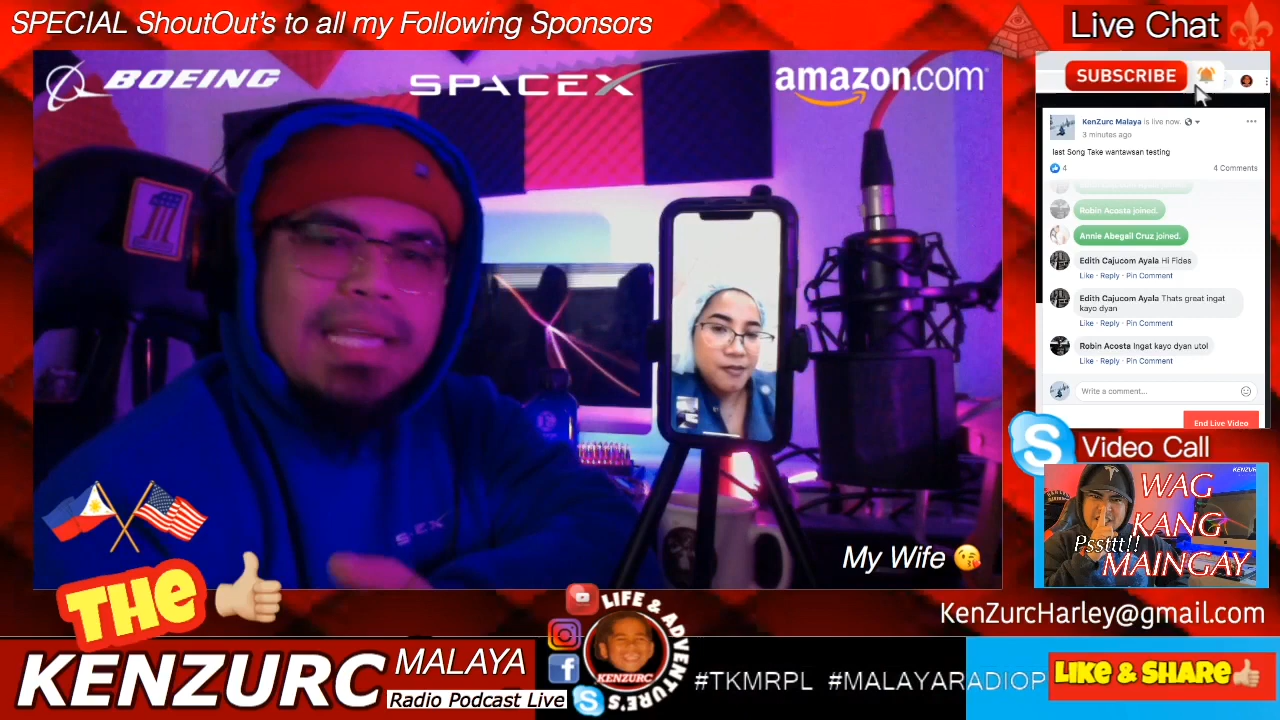 SPECIAL ShoutOut's to all my Following Sponsors
Live Chat
BOEING
SPACEX
amazon.com
SUBSCRIBE
KenZurc Malaya is live now.
3 minutes ago
last Song Take wantawsan testing
4
4 Comments
Robin Acosta joined.
Annie Abegail Cruz joined.
Edith Cajucom Ayala Hi Fides
Like · Reply · Pin Comment
Edith Cajucom Ayala Thats great ingat
kayo dyan
Like · Reply · Pin Comment
Robin Acosta Ingat kayo dyan utol
Like · Reply · Pin Comment
Write a comment...
End Live Video
1
SPACEX
My Wife
S
Video Call
WAG
KANG
Pssttt!!
MAINGAY
KenZurcHarley@gmail.com
THE
KENZURC
MALAYA
Radio Podcast Live
LIFE & ADVENTURE'S
KENZURC
#TKMRPL #MALAYARADIOP
LIKE & SHARE